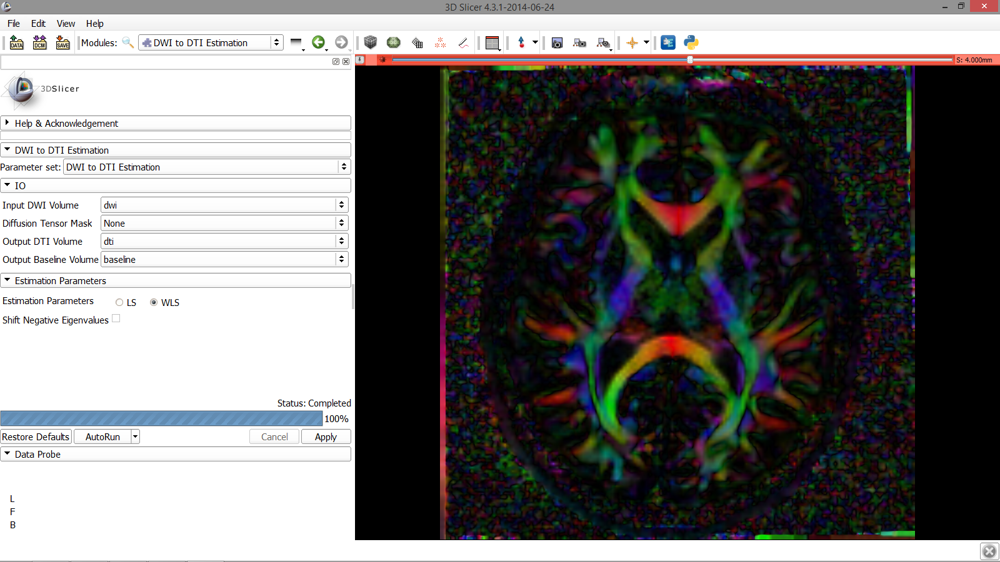 3D Slicer 4.3.1-2014-06-24
File Edit View Help
DATA DCM SAVE Modules: DWI to DTI Estimation
S: 4.000mm
3DSlicer
Help & Acknowledgement
DWI to DTI Estimation
Parameter set: DWI to DTI Estimation
IO
Input DWI Volume dwi
Diffusion Tensor Mask None
Output DTI Volume dti
Output Baseline Volume baseline
Estimation Parameters
Estimation Parameters LS WLS
Shift Negative Eigenvalues
Status: Completed
100%
Restore Defaults AutoRun Cancel Apply
Data Probe
L
F
B